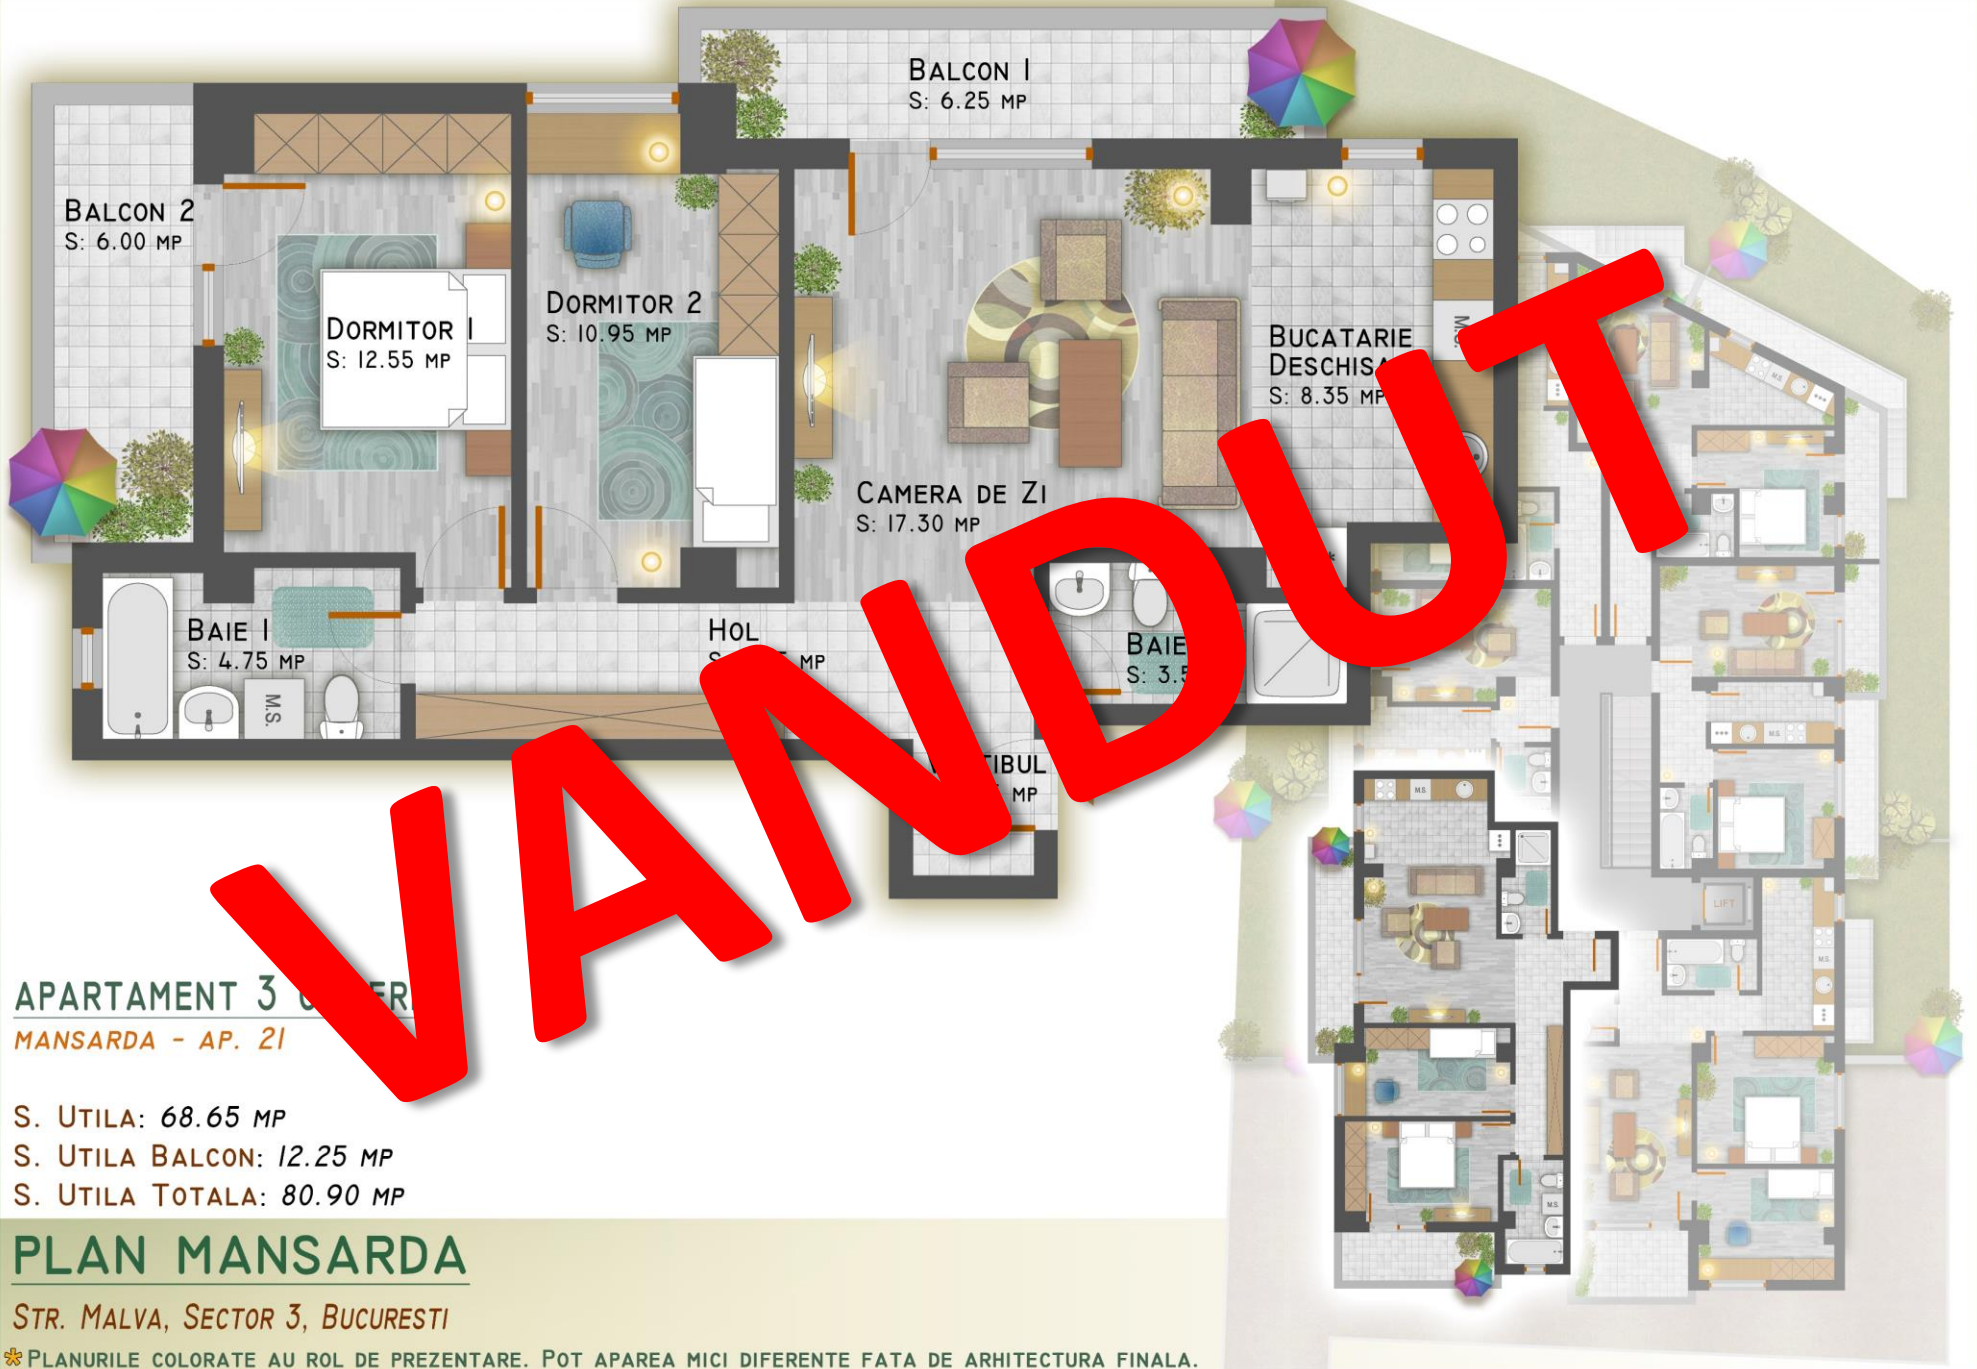 BALCON 1
S: 6.25 MP
BALCON 2
S: 6.00 MP
DORMITOR 1
S: 12.55 MP
DORMITOR 2
S: 10.95 MP
BUCATARIE
S: 8.35 MP
CAMERA DE ZI
S: 17.30 MP
BAIE 1
S: 4.75 MP
M.S.
HOL
MP
BAIE
MP
VANDUT
APARTAMENT 3
MANSARDA - AP. 21
S. UTILA: 68.65 MP
S. UTILA BALCON: 12.25 MP
S. UTILA TOTALA: 80.90 MP
PLAN MANSARDA
STR. MALVA, SECTOR 3, BUCURESTI
PLANURILE COLORATE AU ROL DE PREZENTARE. POT APAREA MICI DIFERENTE FATA DE ARHITECTURA FINALA.
M.S.
M.S.
M.S.
LIFT
M.S.
M.S.